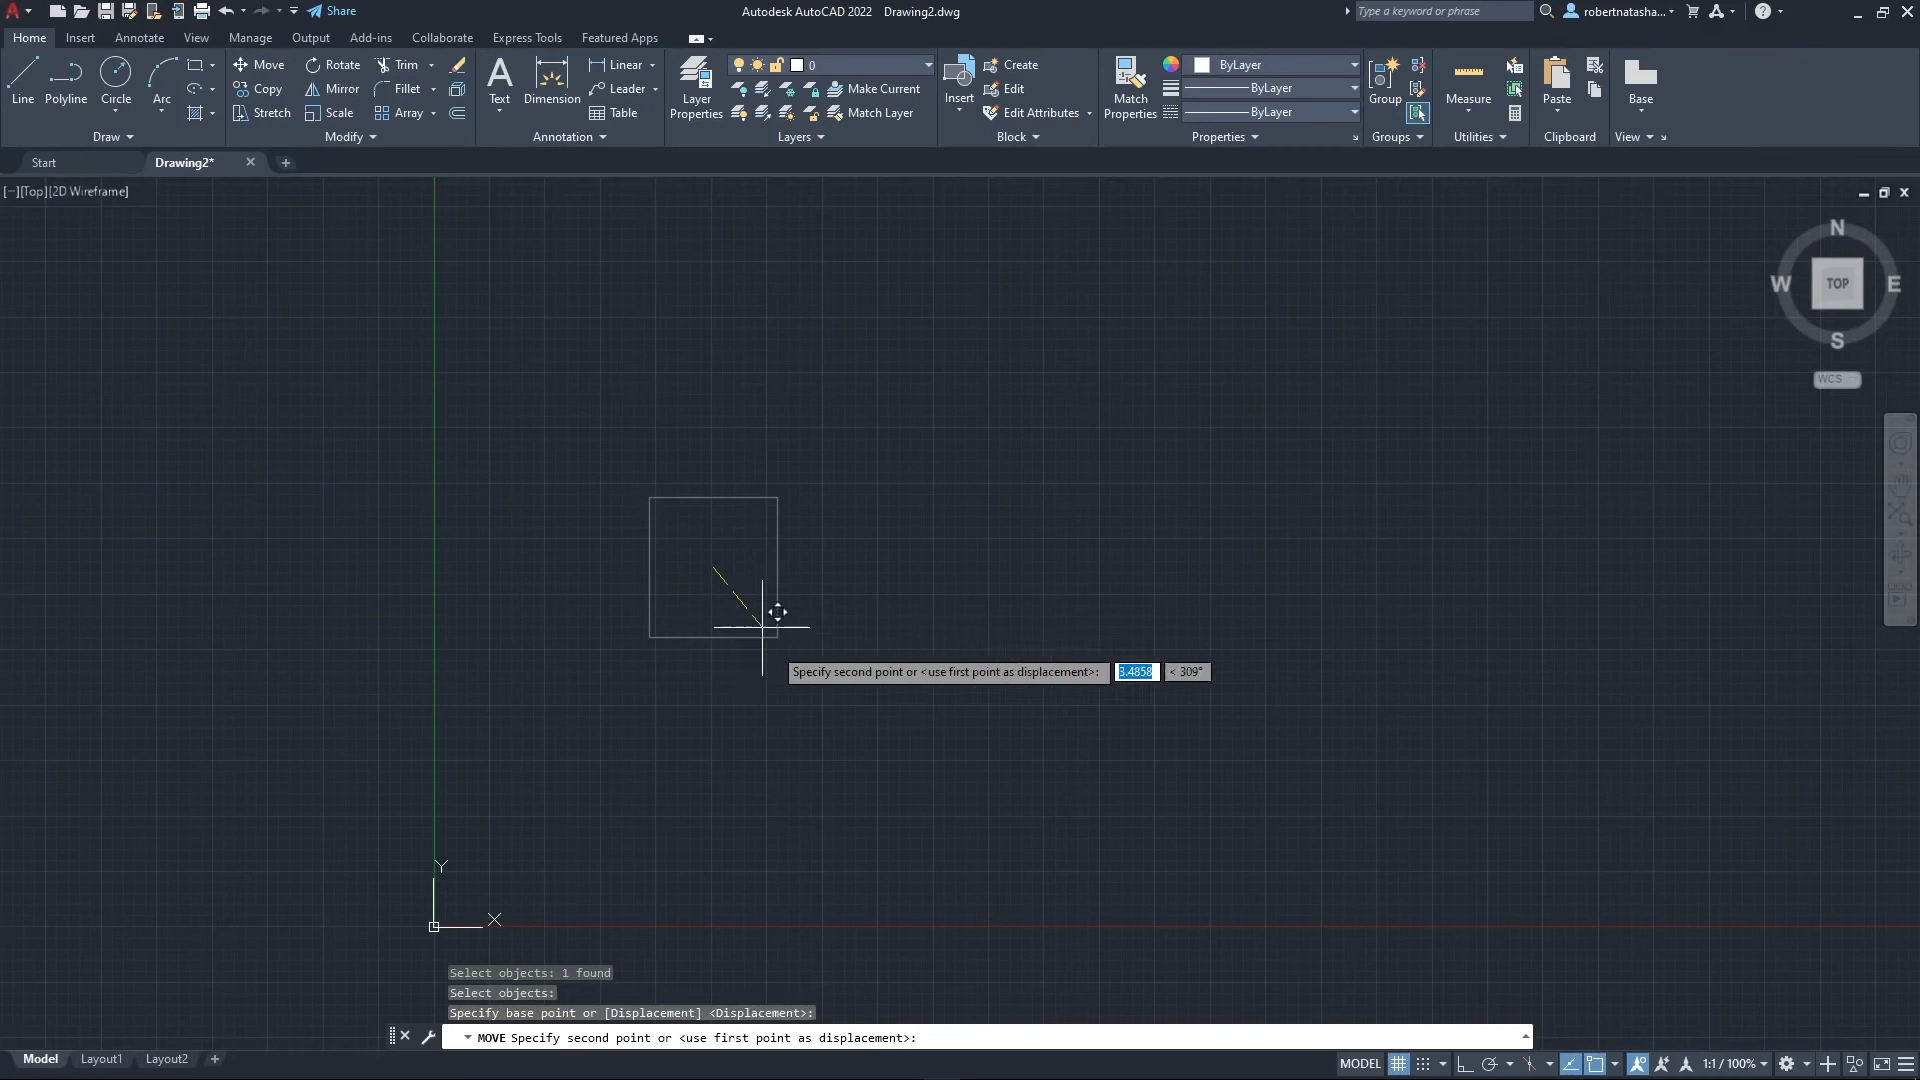 Share
Autodesk AutoCAD 2022 Drawing2.dwg
Type a keyword or phrase
robertnatasha...
Home Insert Annotate View Manage Output Add-ins Collaborate Express Tools Featured Apps
Line Polyline Circle Arc
Draw
Move Rotate Trim
Copy Mirror Fillet
Stretch Scale Array
Modify
Text Dimension
Linear
Leader
Table
Annotation
Layer Properties
0
Make Current
Match Layer
Layers
Insert
Create
Edit
Edit Attributes
Block
Match Properties
ByLayer
ByLayer
ByLayer
Properties
Group
Groups
Measure
Utilities
Paste
Clipboard
Base
View
Start Drawing2*
[−][Top][2D Wireframe]
N
W TOP E
S
WCS
Specify second point or <use first point as displacement>: 3.4858 < 309°
Y
X
Select objects: 1 found
Select objects:
Specify base point or [Displacement] <Displacement>:
MOVE Specify second point or <use first point as displacement>:
Model Layout1 Layout2
MODEL 1:1 / 100%